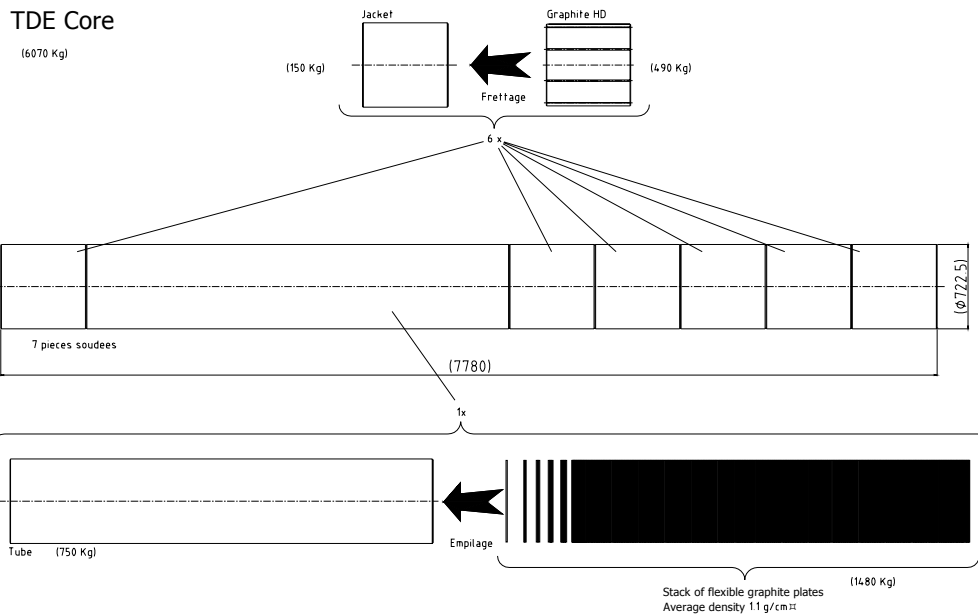 TDE Core
(6070 Kg)
Jacket
Graphite HD
(150 Kg)
(490 Kg)
Frettage
6 x
(Φ722.5)
7 pieces soudees
(7780)
1x
Tube (750 Kg)
Empilage
(1480 Kg)
Stack of flexible graphite plates
Average density 1.1 g/cm¤